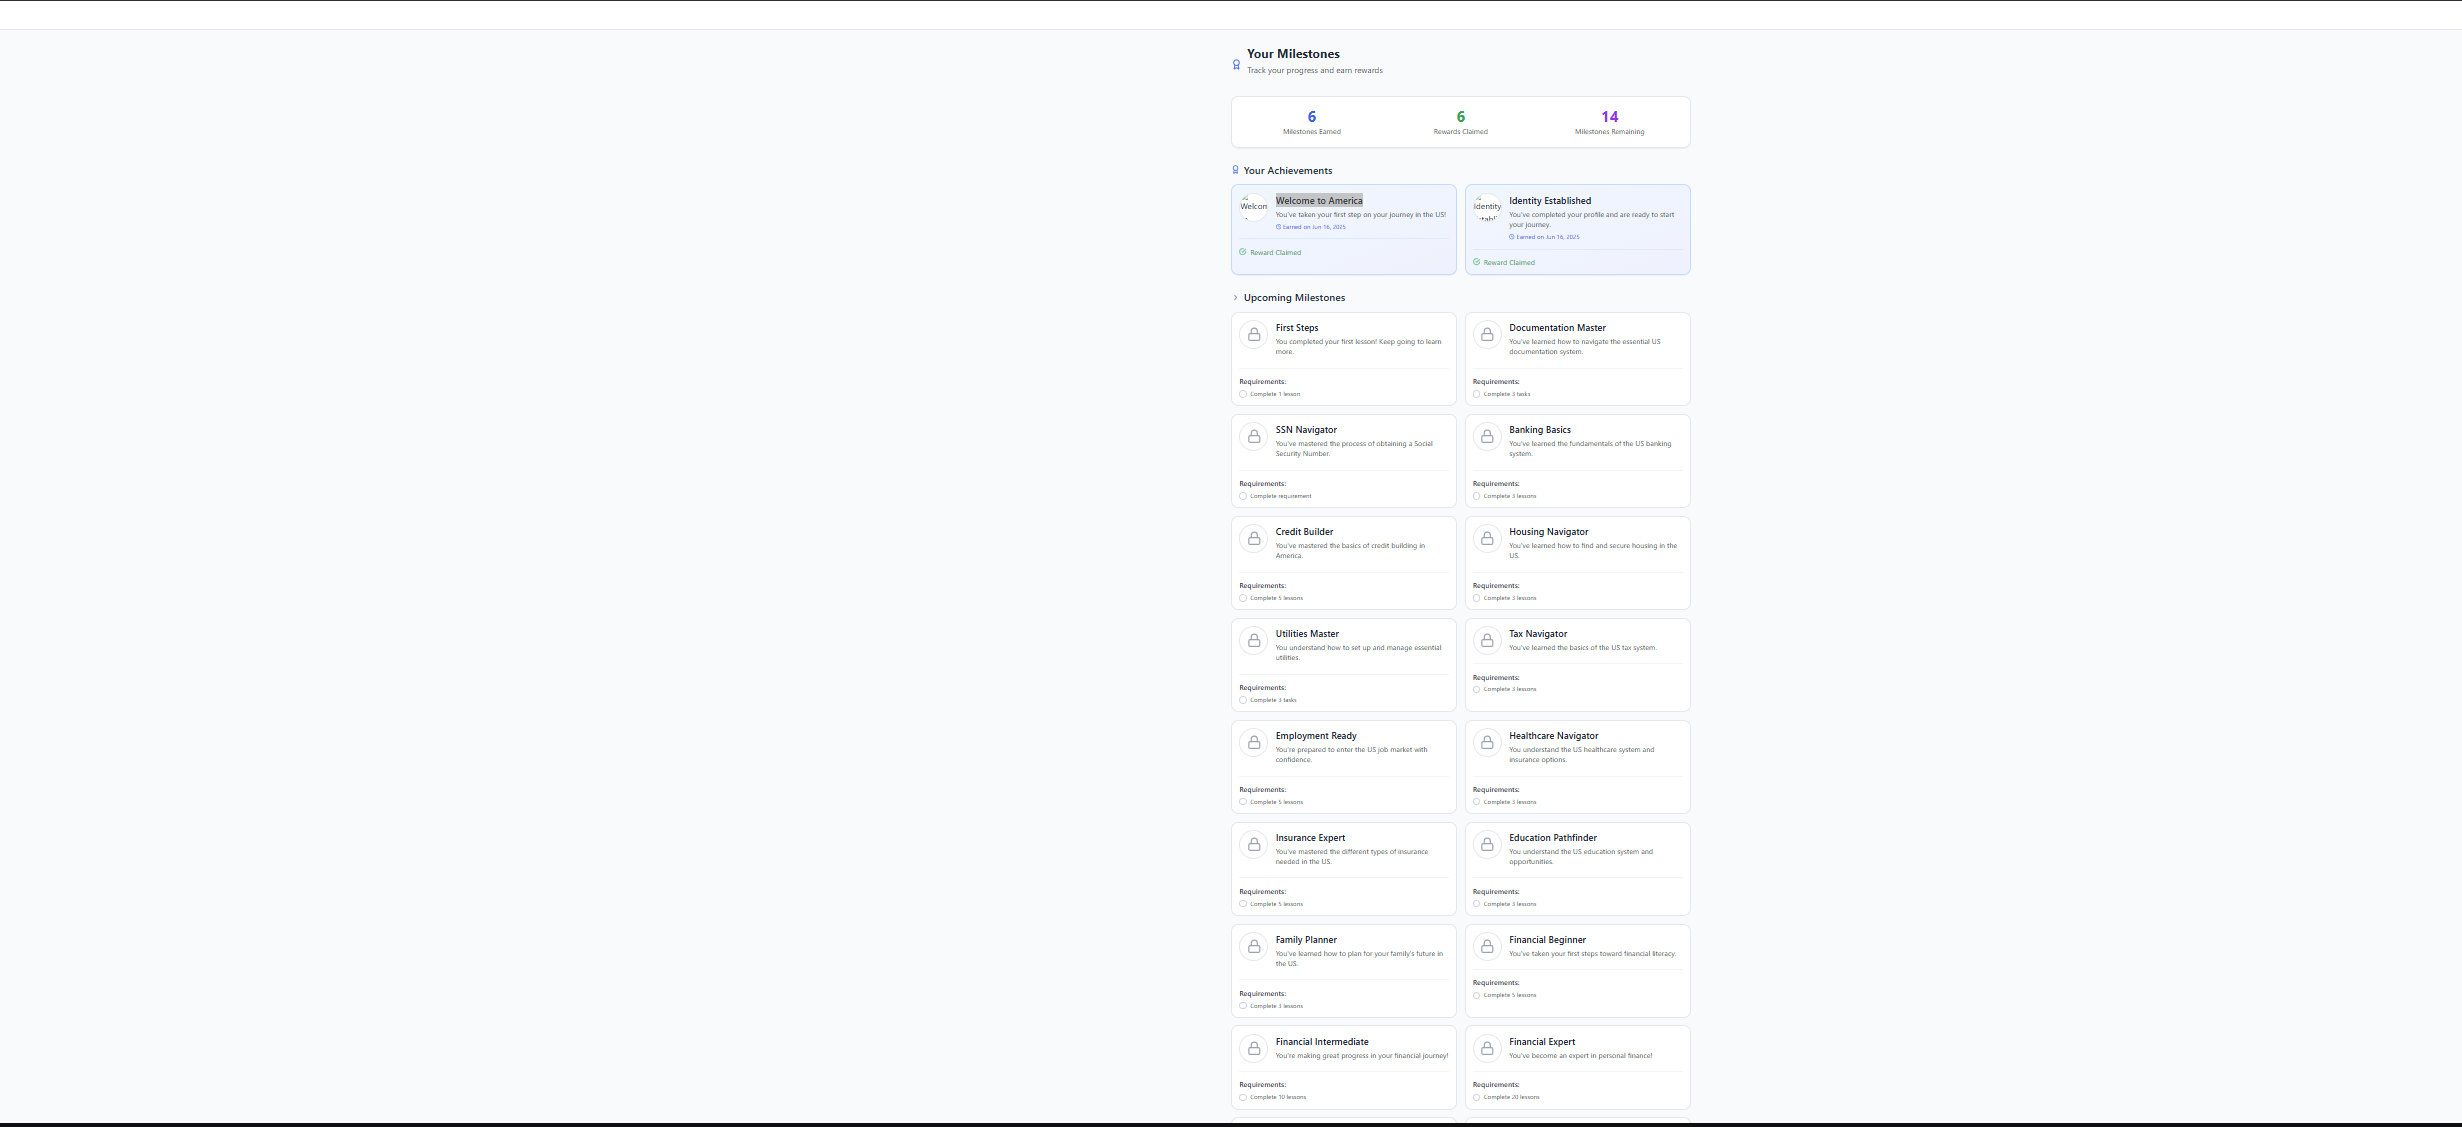 Your Milestones
Track your progress and earn rewards
6
Milestones Earned
6
Rewards Claimed
14
Milestones Remaining
Your Achievements
Welcom
Welcome to America
You've taken your first step on your journey in the US!
Earned on Jun 16, 2025
Reward Claimed
Identity
Identity Established
You've completed your profile and are ready to start
your journey.
Earned on Jun 16, 2025
Reward Claimed
Upcoming Milestones
First Steps
You completed your first lesson! Keep going to learn
more.
Requirements:
Complete 1 lesson
Documentation Master
You've learned how to navigate the essential US
documentation system.
Requirements:
Complete 3 tasks
SSN Navigator
You've mastered the process of obtaining a Social
Security Number.
Requirements:
Complete requirement
Banking Basics
You've learned the fundamentals of the US banking
system.
Requirements:
Complete 3 lessons
Credit Builder
You've mastered the basics of credit building in
America.
Requirements:
Complete 5 lessons
Housing Navigator
You've learned how to find and secure housing in the
US.
Requirements:
Complete 3 lessons
Utilities Master
You understand how to set up and manage essential
utilities.
Requirements:
Complete 3 tasks
Tax Navigator
You've learned the basics of the US tax system.
Requirements:
Complete 3 lessons
Employment Ready
You're prepared to enter the US job market with
confidence.
Requirements:
Complete 5 lessons
Healthcare Navigator
You understand the US healthcare system and
insurance options.
Requirements:
Complete 3 lessons
Insurance Expert
You've mastered the different types of insurance
needed in the US.
Requirements:
Complete 5 lessons
Education Pathfinder
You understand the US education system and
opportunities.
Requirements:
Complete 3 lessons
Family Planner
You've learned how to plan for your family's future in
the US.
Requirements:
Complete 3 lessons
Financial Beginner
You've taken your first steps toward financial literacy.
Requirements:
Complete 5 lessons
Financial Intermediate
You're making great progress in your financial journey!
Requirements:
Complete 10 lessons
Financial Expert
You've become an expert in personal finance!
Requirements:
Complete 20 lessons